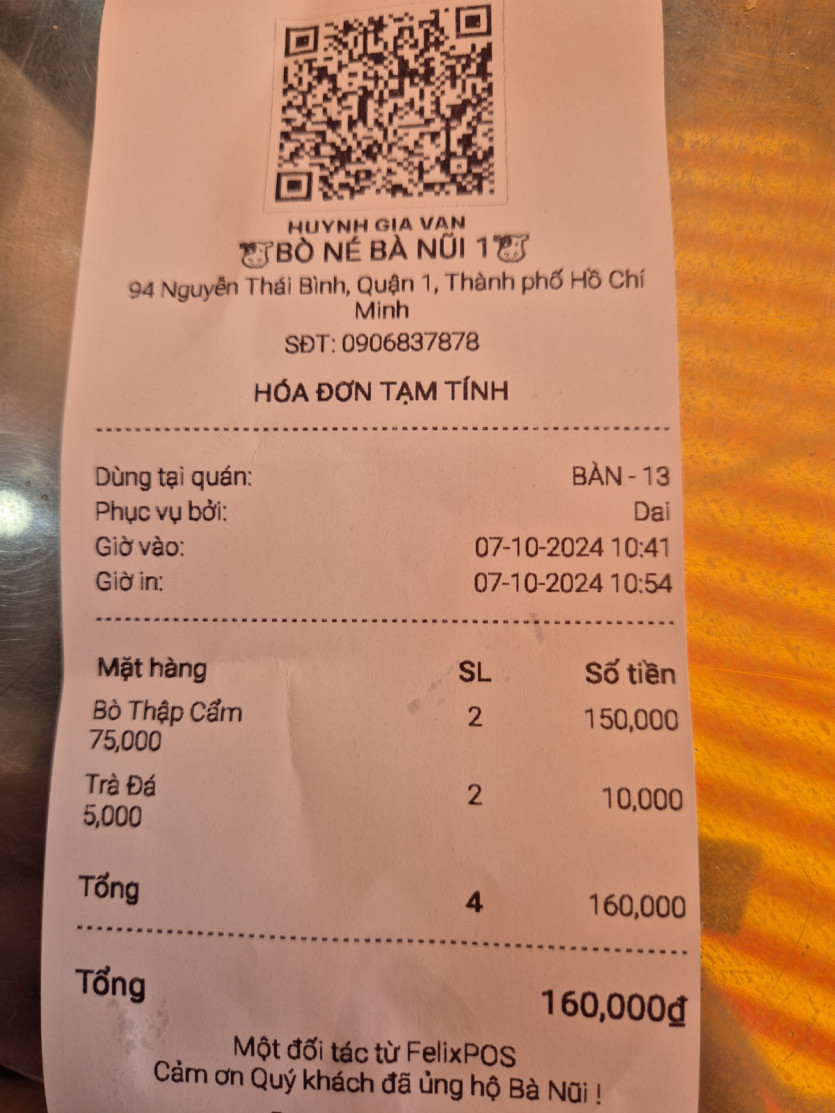 HUYNH GIA VAN
BÒ NÉ BÀ NŨI 1
94 Nguyễn Thái Bình, Quận 1, Thành phố Hồ Chí
Minh
SĐT: 0906837878
HÓA ĐƠN TẠM TÍNH
Dùng tại quán: BÀN - 13
Phục vụ bởi: Dai
Giờ vào: 07-10-2024 10:41
Giờ in: 07-10-2024 10:54
Mặt hàng SL Số tiền
Bò Thập Cẩm 2 150,000
75,000
Trà Đá 2 10,000
5,000
Tổng 4 160,000
Tổng 160,000₫
Một đối tác từ FelixPOS
Cảm ơn Quý khách đã ủng hộ Bà Nũi !